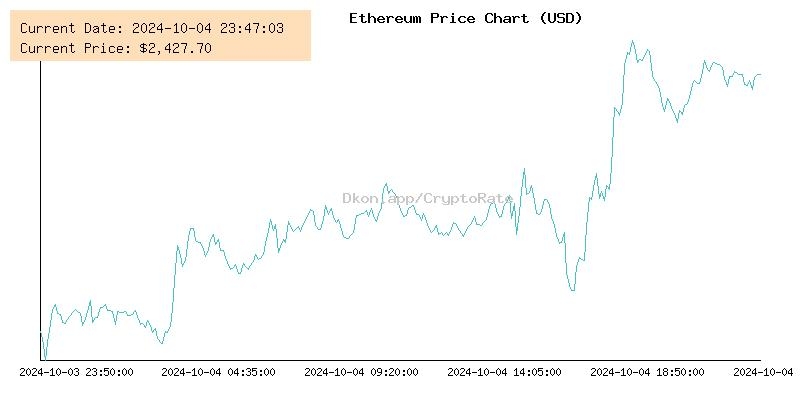 Ethereum Price Chart (USD)
Current Date: 2024-10-04 23:47:03
Current Price: $2,427.70
Dkon.app/CryptoRate
2024-10-03 23:50:00 2024-10-04 04:35:00 2024-10-04 09:20:00 2024-10-04 14:05:00 2024-10-04 18:50:00 2024-10-04